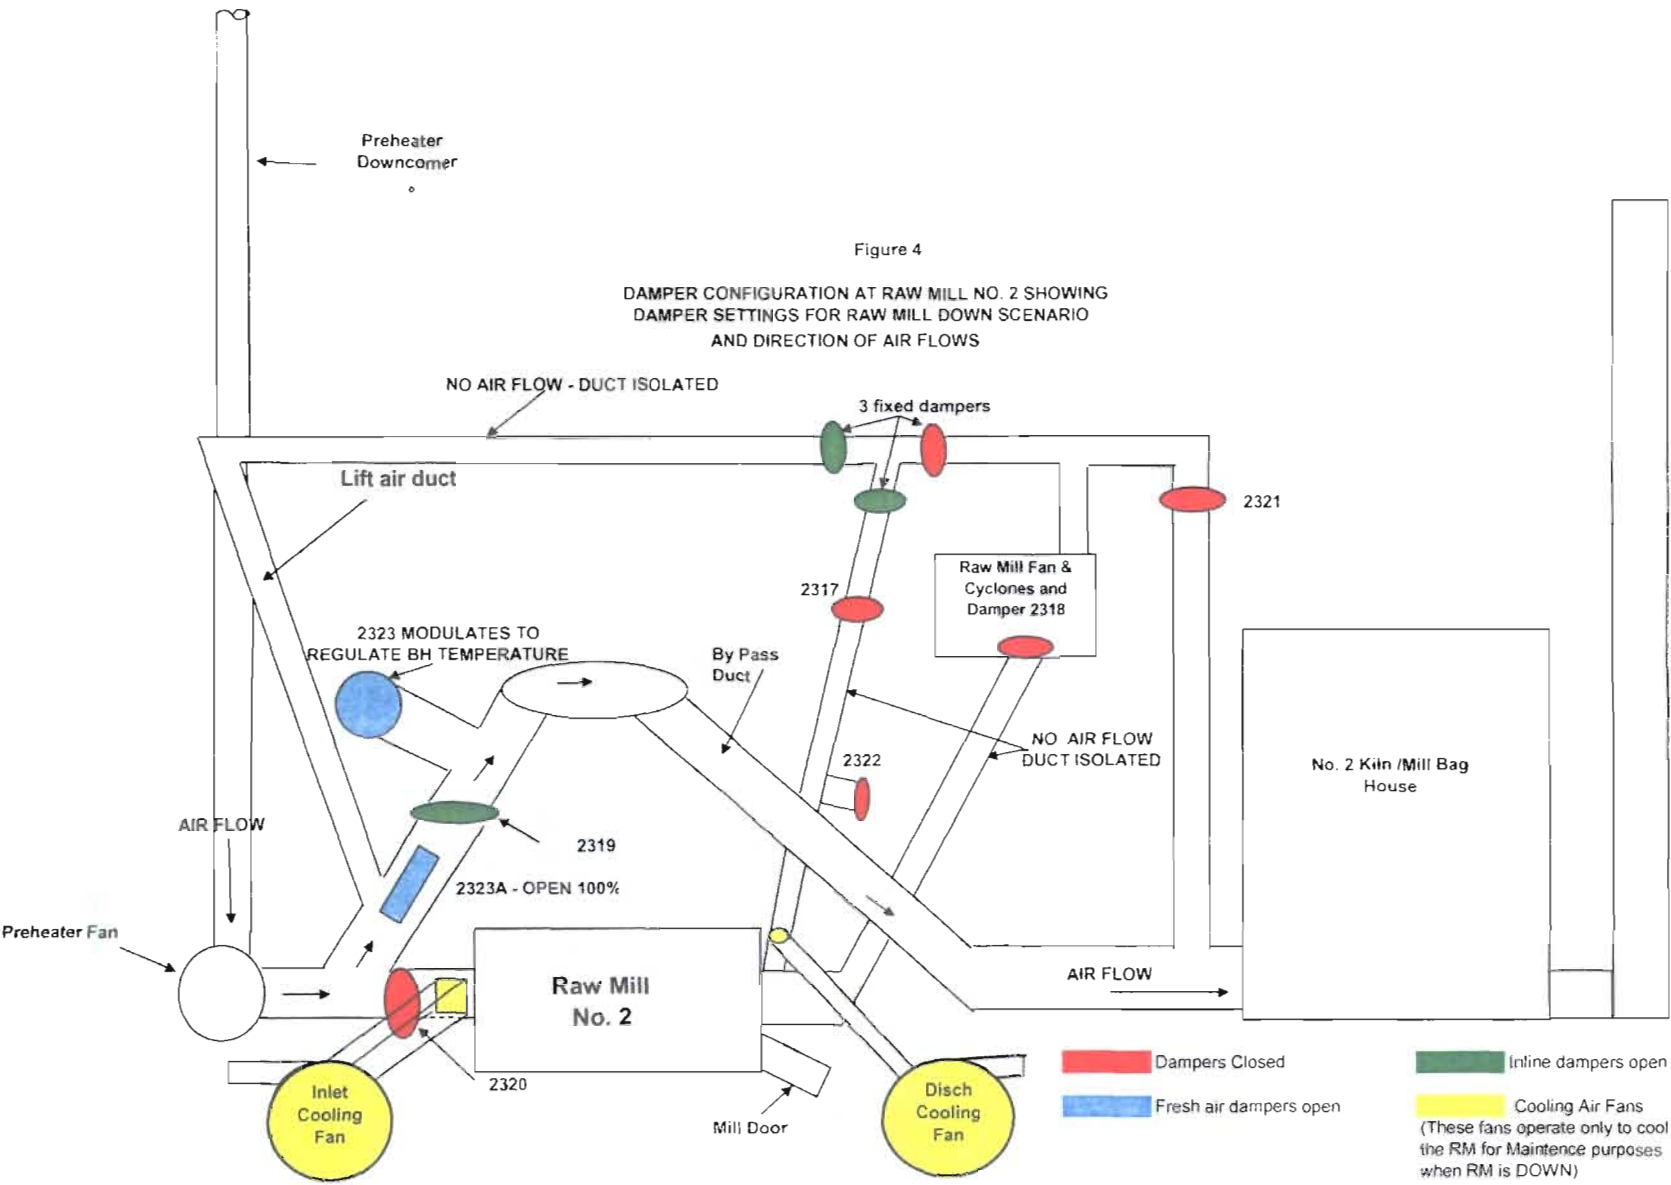 Preheater
Downcomer
Figure 4
DAMPER CONFIGURATION AT RAW MILL NO. 2 SHOWING
DAMPER SETTINGS FOR RAW MILL DOWN SCENARIO
AND DIRECTION OF AIR FLOWS
NO AIR FLOW - DUCT ISOLATED
3 fixed dampers
Lift air duct
2321
Raw Mill Fan &
Cyclones and
Damper 2318
2317
2323 MODULATES TO
REGULATE BH TEMPERATURE
By Pass
Duct
NO AIR FLOW
DUCT ISOLATED
2322
No. 2 Kiln /Mill Bag
House
AIR FLOW
2319
2323A - OPEN 100%
Preheater Fan
Raw Mill
No. 2
AIR FLOW
2320
Inlet
Cooling
Fan
Mill Door
Disch
Cooling
Fan
Dampers Closed
Inline dampers open
Fresh air dampers open
Cooling Air Fans
(These fans operate only to cool
the RM for Maintence purposes
when RM is DOWN)